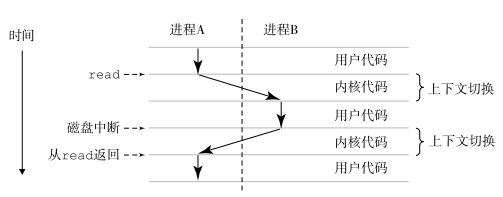 进程A 进程B
时间
用户代码
read 内核代码 上下文切换
用户代码
磁盘中断 内核代码 上下文切换
从read返回 用户代码